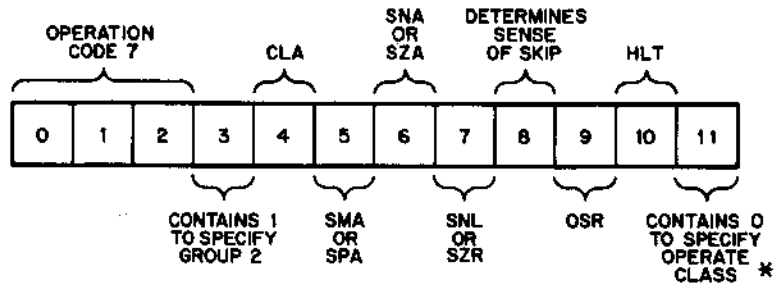 OPERATION
CODE 7
CLA
SNA
OR
SZA
DETERMINES
SENSE
OF SKIP
HLT
0 1 2 3 4 5 6 7 8 9 10 11
CONTAINS 1
TO SPECIFY
GROUP 2
SMA
OR
SPA
SNL
OR
SZR
OSR
CONTAINS 0
TO SPECIFY
OPERATE
CLASS *